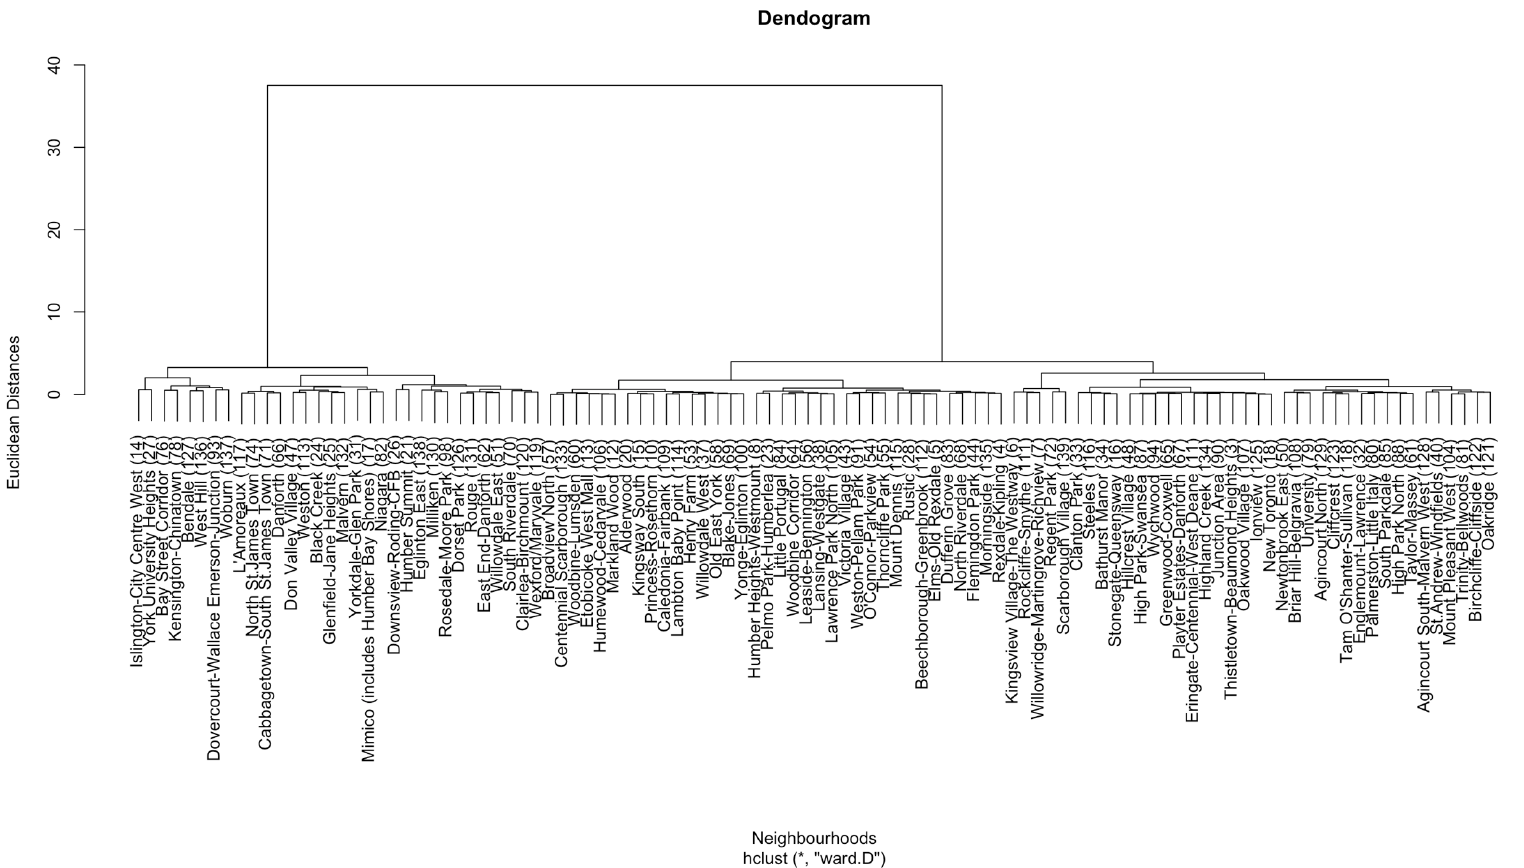 Dendogram
Euclidean Distances
40
30
20
10
0
Islington-City Centre West (14)
York University Heights (27)
Bay Street Corridor (76)
Kensington-Chinatown (78)
Bendale (127)
West Hill (136)
Dovercourt-Wallace Emerson-Junction (93)
Woburn (137)
L'Amoreaux (117)
North St.James Town (74)
Cabbagetown-South St.James Town (71)
Danforth (66)
Don Valley Village (47)
Weston (113)
Black Creek (24)
Glenfield-Jane Heights (25)
Malvern (132)
Yorkdale-Glen Park (31)
Mimico (includes Humber Bay Shores) (17)
Niagara (82)
Downsview-Roding-CFB (26)
Humber Summit (21)
Eglinton East (138)
Milliken (130)
Rosedale-Moore Park (98)
Dorset Park (126)
Rouge (131)
East End-Danforth (62)
Willowdale East (51)
South Riverdale (70)
Clairlea-Birchmount (120)
Wexford/Maryvale (119)
Broadview North (57)
Centennial Scarborough (133)
Woodbine-Lumsden (60)
Etobicoke West Mall (13)
Humewood-Cedarvale (106)
Markland Wood (12)
Alderwood (20)
Kingsway South (15)
Princess-Rosethorn (10)
Caledonia-Fairbank (109)
Lambton Baby Point (114)
Henry Farm (53)
Willowdale West (37)
Old East York (58)
Blake-Jones (69)
Yonge-Eglinton (100)
Humber Heights-Westmount (8)
Pelmo Park-Humberlea (23)
Little Portugal (84)
Woodbine Corridor (64)
Leaside-Bennington (56)
Lansing-Westgate (38)
Lawrence Park North (105)
Victoria Village (43)
Weston-Pellam Park (91)
O'Connor-Parkview (54)
Thorncliffe Park (55)
Mount Dennis (115)
Rustic (28)
Beechborough-Greenbrook (112)
Elms-Old Rexdale (5)
Dufferin Grove (83)
North Riverdale (68)
Flemingdon Park (44)
Morningside (135)
Rexdale-Kipling (4)
Kingsview Village-The Westway (6)
Rockcliffe-Smythe (111)
Willowridge-Martingrove-Richview (7)
Regent Park (72)
Scarborough Village (139)
Clanton Park (33)
Steeles (116)
Bathurst Manor (34)
Stonegate-Queensway (16)
Hillcrest Village (48)
High Park-Swansea (87)
Wychwood (94)
Greenwood-Coxwell (65)
Playter Estates-Danforth (67)
Eringate-Centennial-West Deane (11)
Highland Creek (134)
Junction Area (90)
Thistletown-Beaumond Heights (3)
Oakwood Village (107)
Ionview (125)
New Toronto (18)
Newtonbrook East (50)
Briar Hill-Belgravia (108)
University (79)
Agincourt North (129)
Cliffcrest (123)
Tam O'Shanter-Sullivan (118)
Englemount-Lawrence (32)
Palmerston-Little Italy (80)
South Parkdale (85)
High Park North (88)
Taylor-Massey (61)
Agincourt South-Malvern West (128)
St.Andrew-Windfields (40)
Mount Pleasant West (104)
Trinity-Bellwoods (81)
Birchcliffe-Cliffside (122)
Oakridge (121)
Neighbourhoods
hclust (*, "ward.D")